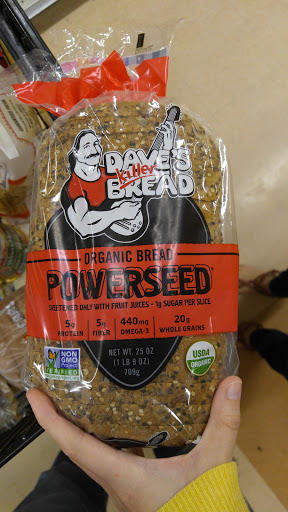 DAVE'S
Killer
BREAD
ORGANIC BREAD
POWERSEED®
SWEETENED ONLY WITH FRUIT JUICES - 1g SUGAR PER SLICE
5g PROTEIN
5g FIBER
440mg OMEGA-3
20g WHOLE GRAINS
NON
GMO
Project
VERIFIED
NET WT. 25 OZ
(1 LB 9 OZ)
709g
USDA
ORGANIC